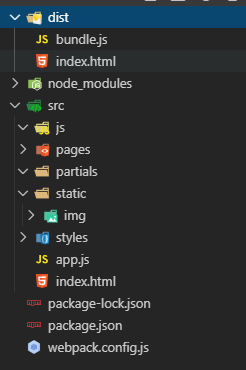 dist
JS bundle.js
index.html
node_modules
src
js
pages
partials
static
img
styles
JS app.js
index.html
package-lock.json
package.json
webpack.config.js